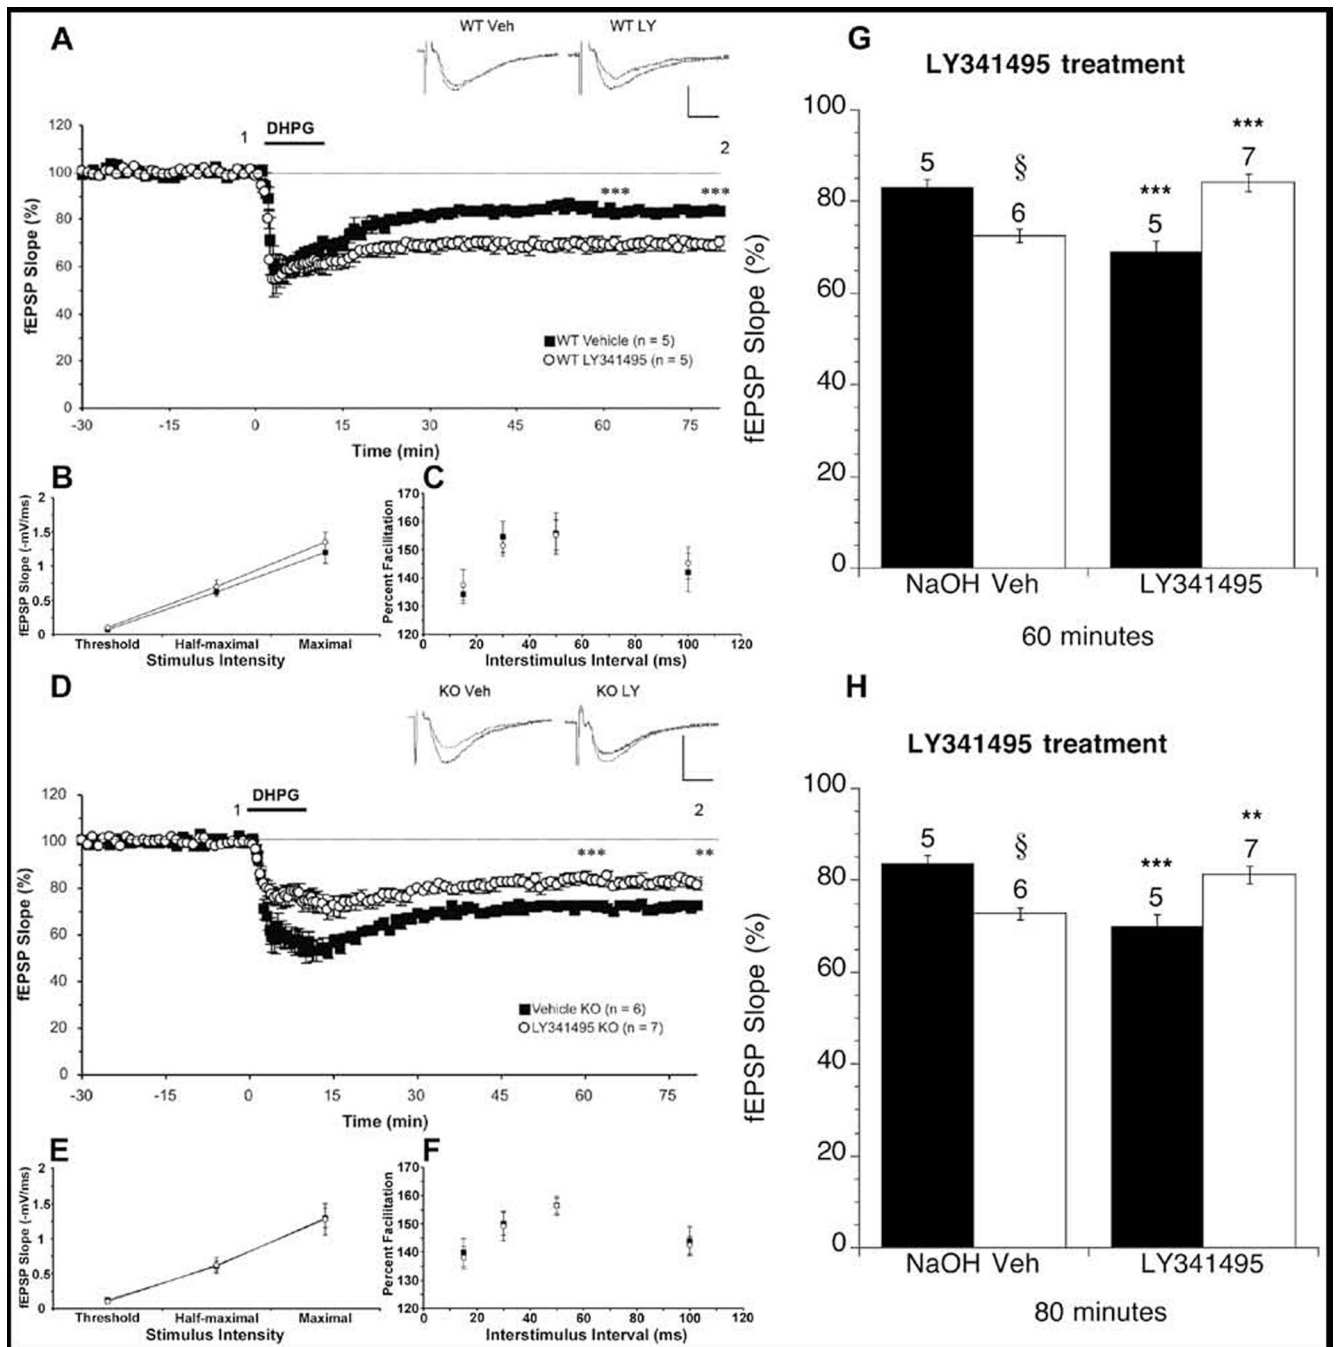 A
WT Veh
WT LY
120
100
80
60
40
20
0
fEPSP Slope (%)
1
DHPG
2
***
***
WT Vehicle (n = 5)
WT LY341495 (n = 5)
-30
-15
0
15
30
45
60
75
Time (min)
B
2
1.5
1
0.5
0
fEPSP Slope (-mV/ms)
Threshold
Half-maximal
Maximal
Stimulus Intensity
C
170
160
150
140
130
120
Percent Facilitation
0
20
40
60
80
100
120
Interstimulus Interval (ms)
D
KO Veh
KO LY
120
100
80
60
40
20
0
fEPSP Slope (%)
1
DHPG
2
***
**
Vehicle KO (n = 6)
LY341495 KO (n = 7)
-30
-15
0
15
30
45
60
75
Time (min)
E
2
1.5
1
0.5
0
fEPSP Slope (-mV/ms)
Threshold
Half-maximal
Maximal
Stimulus Intensity
F
170
160
150
140
130
120
Percent Facilitation
0
20
40
60
80
100
120
Interstimulus Interval (ms)
G
LY341495 treatment
100
80
60
40
20
0
fEPSP Slope (%)
5
§
6
***
5
***
7
NaOH Veh
LY341495
60 minutes
H
LY341495 treatment
100
80
60
40
20
0
fEPSP Slope (%)
5
§
6
***
5
**
7
NaOH Veh
LY341495
80 minutes